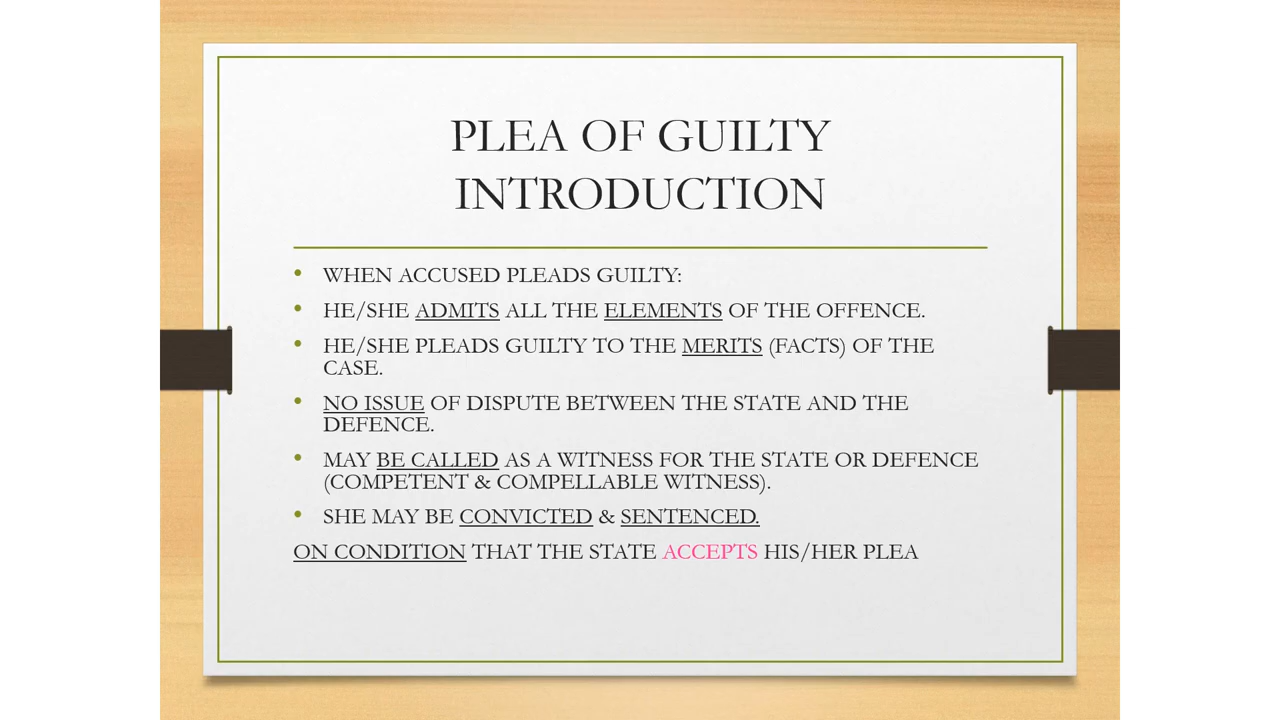 PLEA OF GUILTY
INTRODUCTION
• WHEN ACCUSED PLEADS GUILTY:
• HE/SHE ADMITS ALL THE ELEMENTS OF THE OFFENCE.
• HE/SHE PLEADS GUILTY TO THE MERITS (FACTS) OF THE
CASE.
• NO ISSUE OF DISPUTE BETWEEN THE STATE AND THE
DEFENCE.
• MAY BE CALLED AS A WITNESS FOR THE STATE OR DEFENCE
(COMPETENT & COMPELLABLE WITNESS).
• SHE MAY BE CONVICTED & SENTENCED.
ON CONDITION THAT THE STATE ACCEPTS HIS/HER PLEA